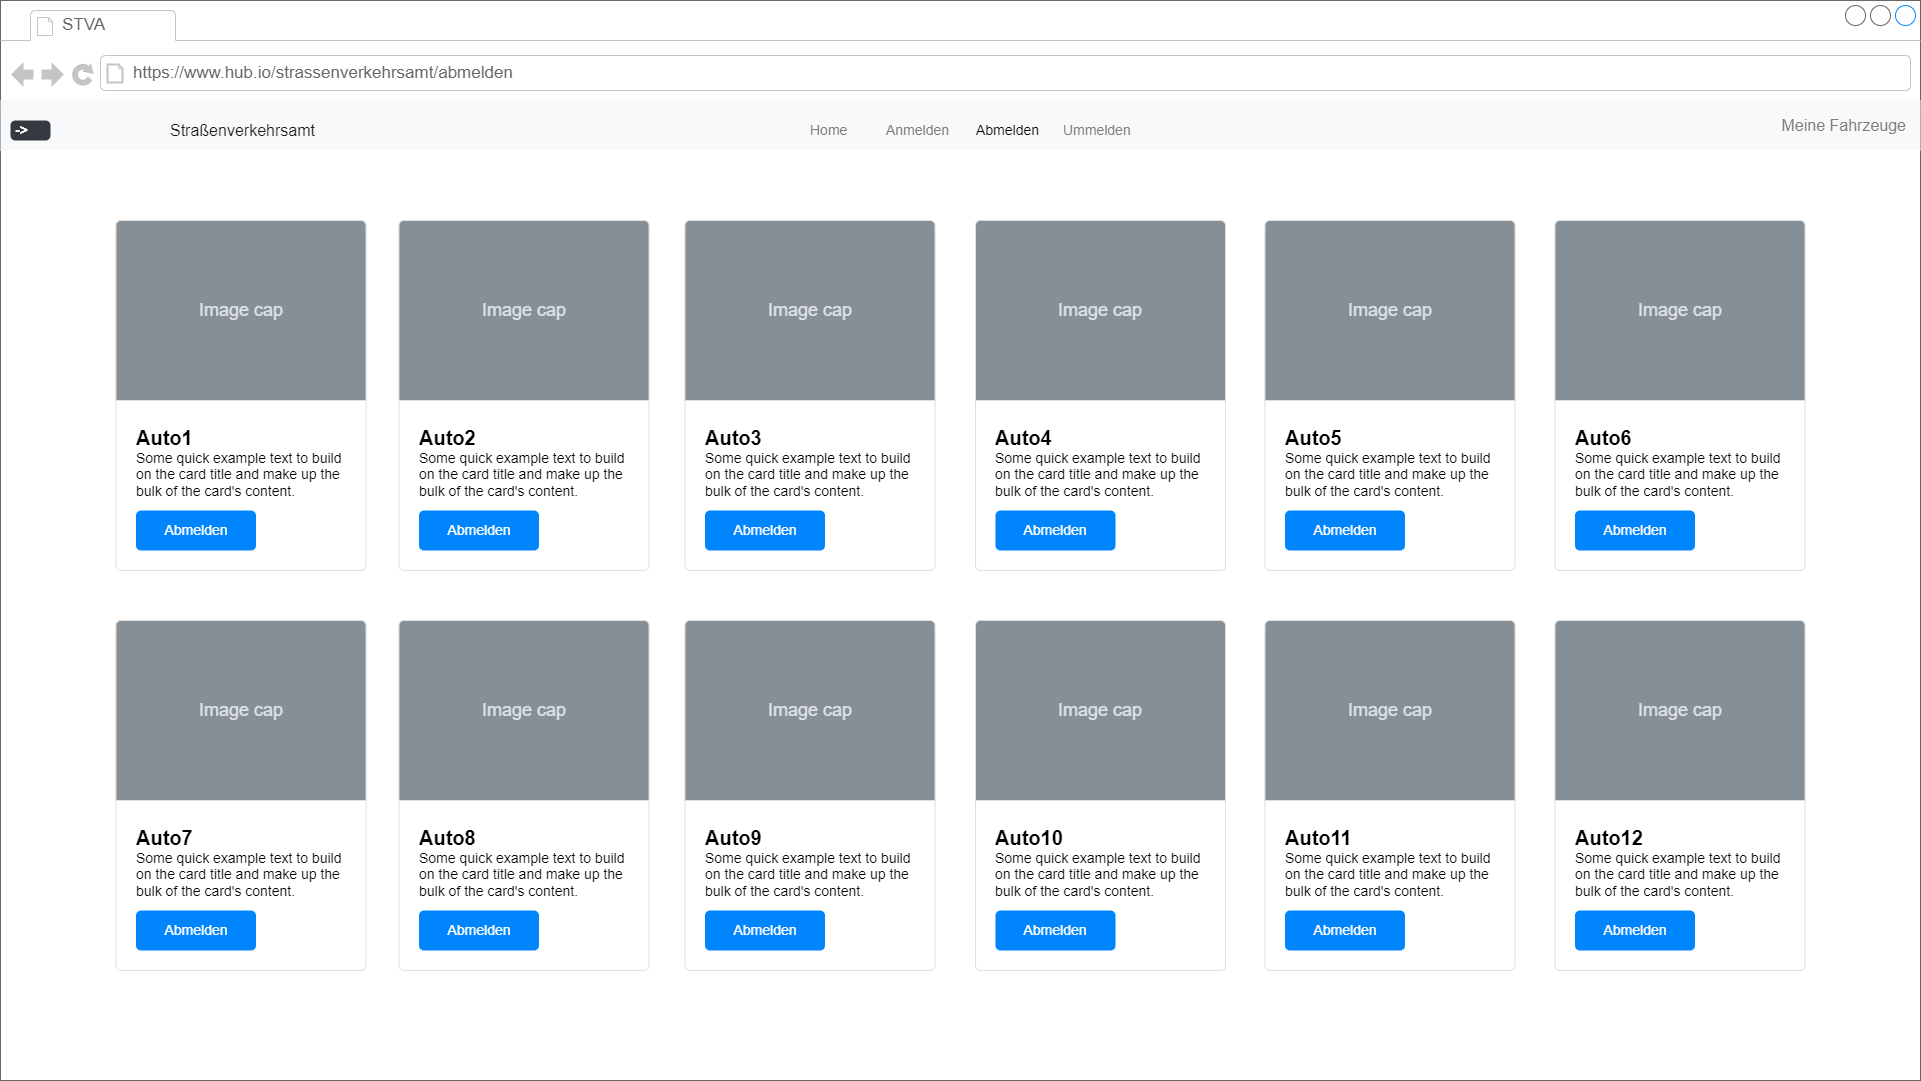 STVA
https://www.hub.io/strassenverkehrsamt/abmelden
->
Straßenverkehrsamt
Home
Anmelden
Abmelden
Ummelden
Meine Fahrzeuge
Image cap
Image cap
Image cap
Image cap
Image cap
Image cap
Auto1
Some quick example text to build
on the card title and make up the
bulk of the card's content.
Abmelden
Auto2
Some quick example text to build
on the card title and make up the
bulk of the card's content.
Abmelden
Auto3
Some quick example text to build
on the card title and make up the
bulk of the card's content.
Abmelden
Auto4
Some quick example text to build
on the card title and make up the
bulk of the card's content.
Abmelden
Auto5
Some quick example text to build
on the card title and make up the
bulk of the card's content.
Abmelden
Auto6
Some quick example text to build
on the card title and make up the
bulk of the card's content.
Abmelden
Image cap
Image cap
Image cap
Image cap
Image cap
Image cap
Auto7
Some quick example text to build
on the card title and make up the
bulk of the card's content.
Abmelden
Auto8
Some quick example text to build
on the card title and make up the
bulk of the card's content.
Abmelden
Auto9
Some quick example text to build
on the card title and make up the
bulk of the card's content.
Abmelden
Auto10
Some quick example text to build
on the card title and make up the
bulk of the card's content.
Abmelden
Auto11
Some quick example text to build
on the card title and make up the
bulk of the card's content.
Abmelden
Auto12
Some quick example text to build
on the card title and make up the
bulk of the card's content.
Abmelden